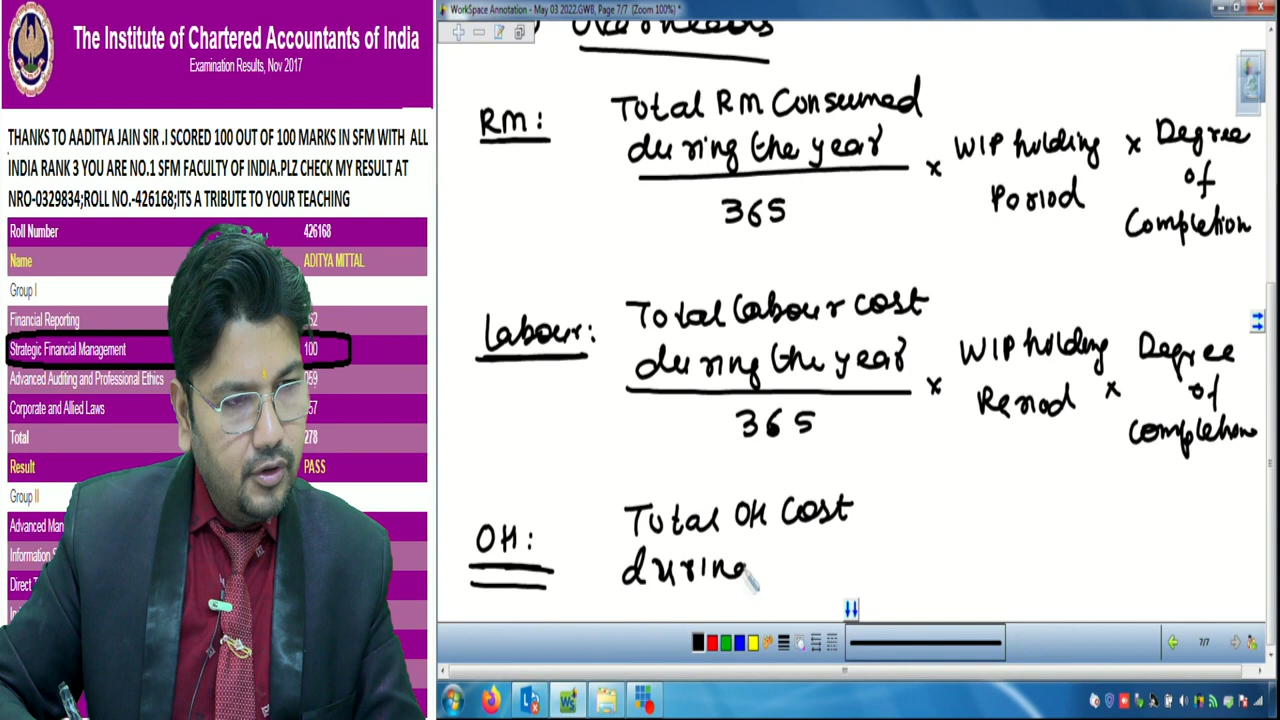 The Institute of Chartered Accountants of India
Examination Results, Nov 2017
THANKS TO AADITYA JAIN SIR .I SCORED 100 OUT OF 100 MARKS IN SFM WITH ALL
INDIA RANK 3 YOU ARE NO.1 SFM FACULTY OF INDIA.PLZ CHECK MY RESULT AT
NRO-0329834;ROLL NO.-426168;ITS A TRIBUTE TO YOUR TEACHING
Roll Number 426168
Name ADITYA MITTAL
Group I
Financial Reporting
Strategic Financial Management 100
Advanced Auditing and Professional Ethics
Corporate and Allied Laws
Total 278
Result PASS
Group II
Advanced
Information
Direct
WorkSpace Annotation - May 03 2022.GWB, Page 7/7 (Zoom 100%) *
Overheads
RM: Total RM Consumed
during the year
365
× WIP holding
Period
× Degree
of
Completion
Labour: Total Labour cost
during the year
365
× WIP holding
Period
× Degree
of
completion
OH: Total OH Cost
during
7/7